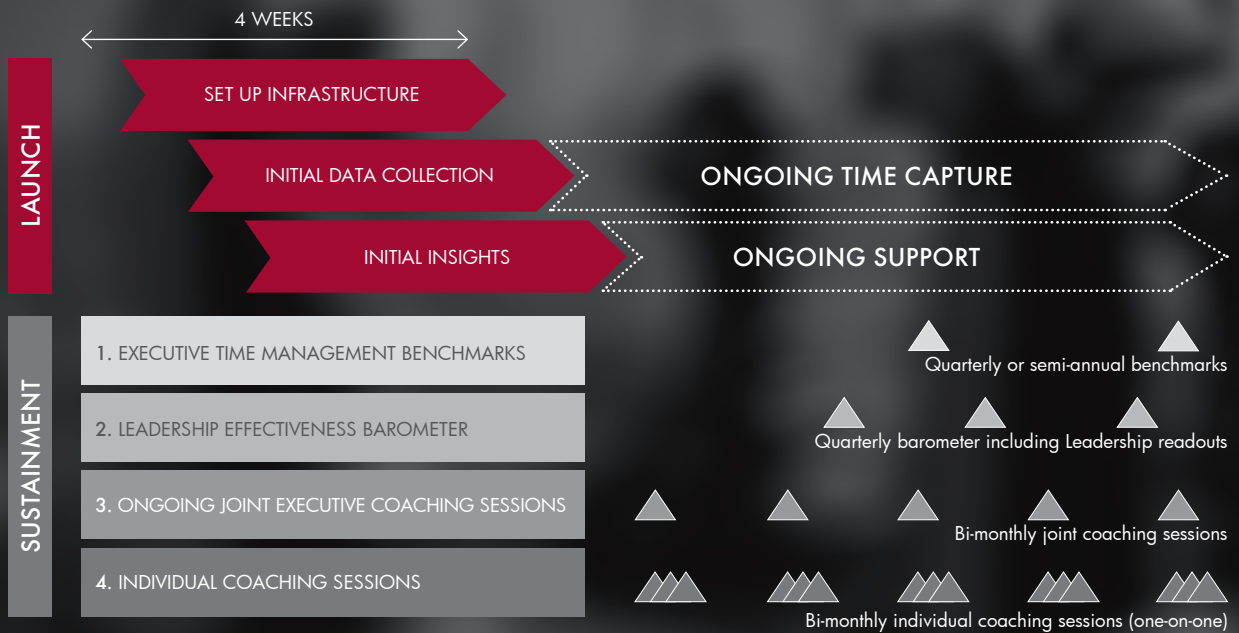 4 WEEKS
LAUNCH
SET UP INFRASTRUCTURE
INITIAL DATA COLLECTION
ONGOING TIME CAPTURE
INITIAL INSIGHTS
ONGOING SUPPORT
SUSTAINMENT
1. EXECUTIVE TIME MANAGEMENT BENCHMARKS
Quarterly or semi-annual benchmarks
2. LEADERSHIP EFFECTIVENESS BAROMETER
Quarterly barometer including Leadership readouts
3. ONGOING JOINT EXECUTIVE COACHING SESSIONS
Bi-monthly joint coaching sessions
4. INDIVIDUAL COACHING SESSIONS
Bi-monthly individual coaching sessions (one-on-one)